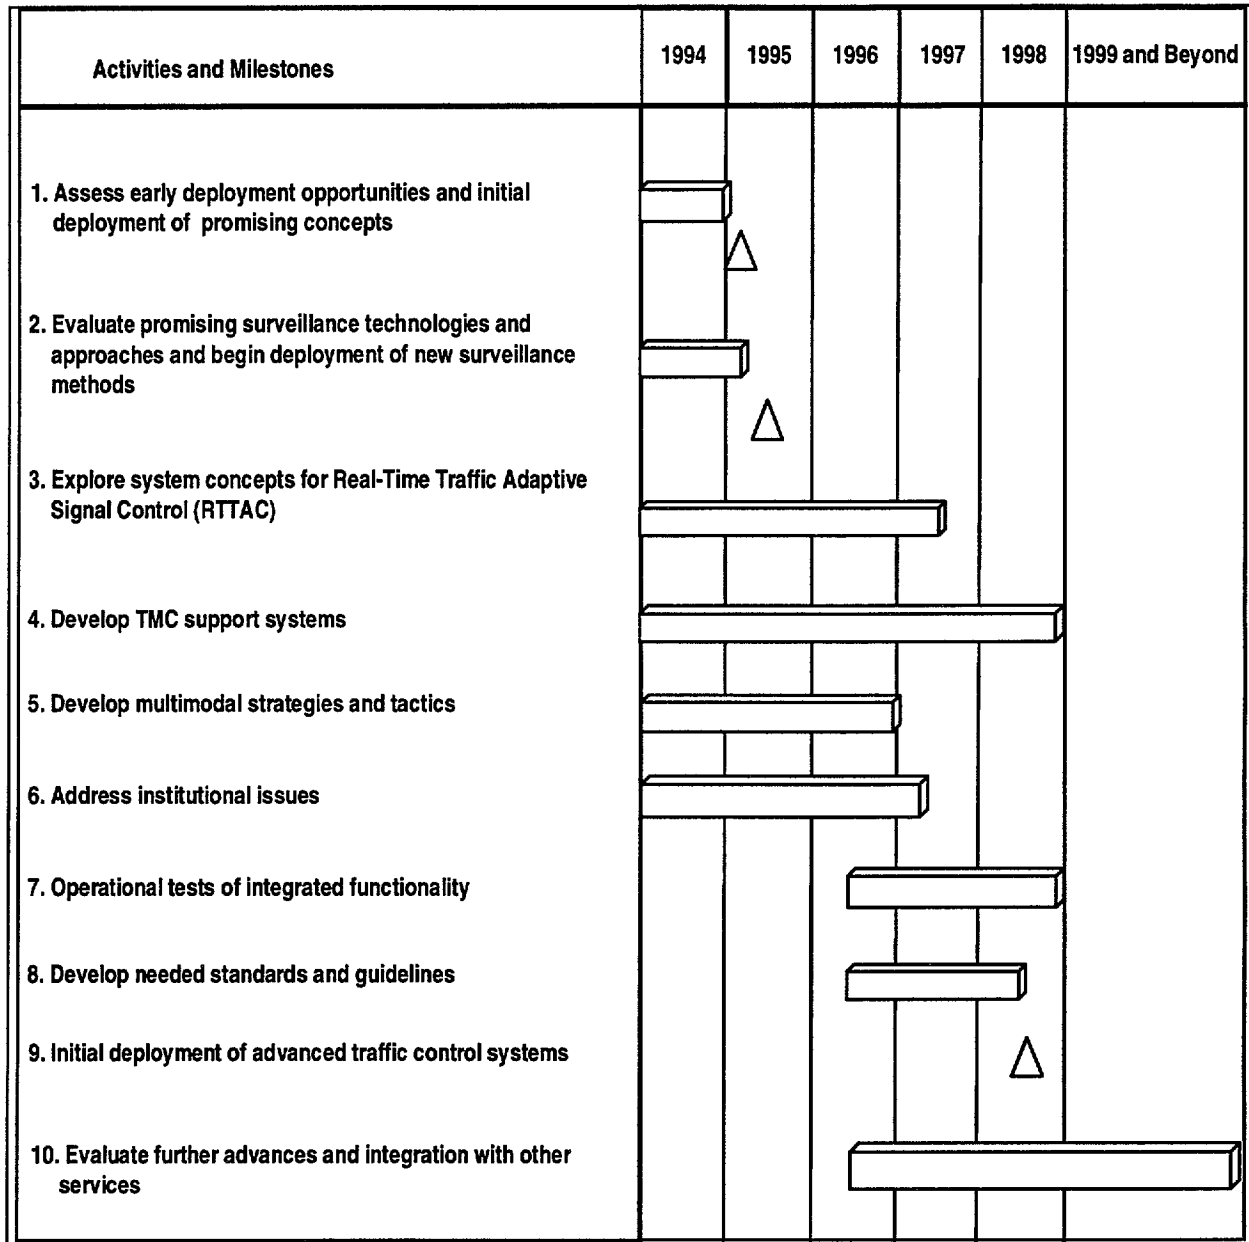 Activities and Milestones 1994 1995 1996 1997 1998 1999 and Beyond
1. Assess early deployment opportunities and initial
deployment of promising concepts
2. Evaluate promising surveillance technologies and
approaches and begin deployment of new surveillance
methods
3. Explore system concepts for Real-Time Traffic Adaptive
Signal Control (RTTAC)
4. Develop TMC support systems
5. Develop multimodal strategies and tactics
6. Address institutional issues
7. Operational tests of integrated functionality
8. Develop needed standards and guidelines
9. Initial deployment of advanced traffic control systems
10. Evaluate further advances and integration with other
services